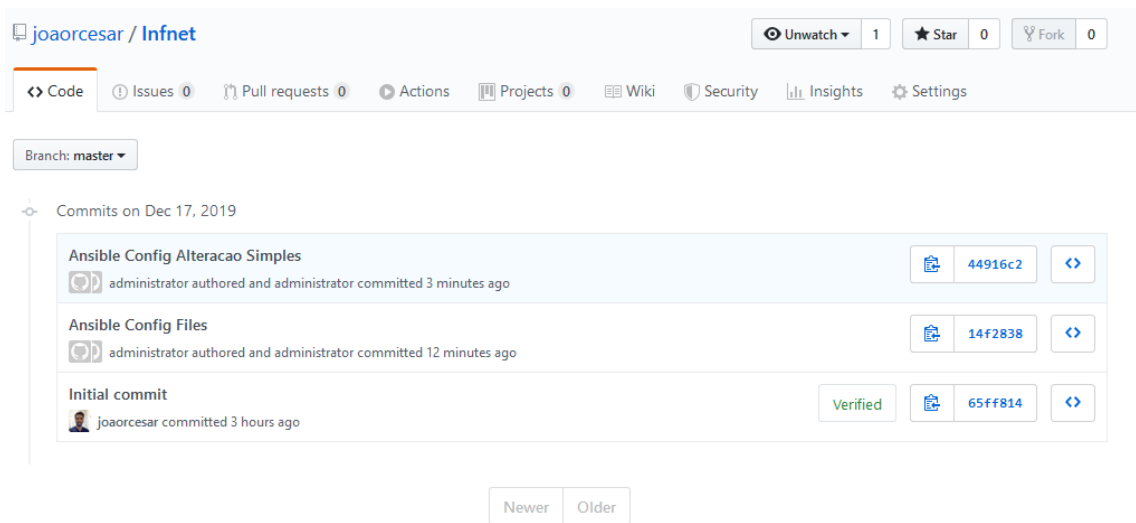 joaorcesar / Infnet
Unwatch 1 Star 0 Fork 0
Code Issues 0 Pull requests 0 Actions Projects 0 Wiki Security Insights Settings
Branch: master
Commits on Dec 17, 2019
Ansible Config Alteracao Simples
administrator authored and administrator committed 3 minutes ago
44916c2
Ansible Config Files
administrator authored and administrator committed 12 minutes ago
14f2838
Initial commit
joaorcesar committed 3 hours ago
Verified 65ff814
Newer Older